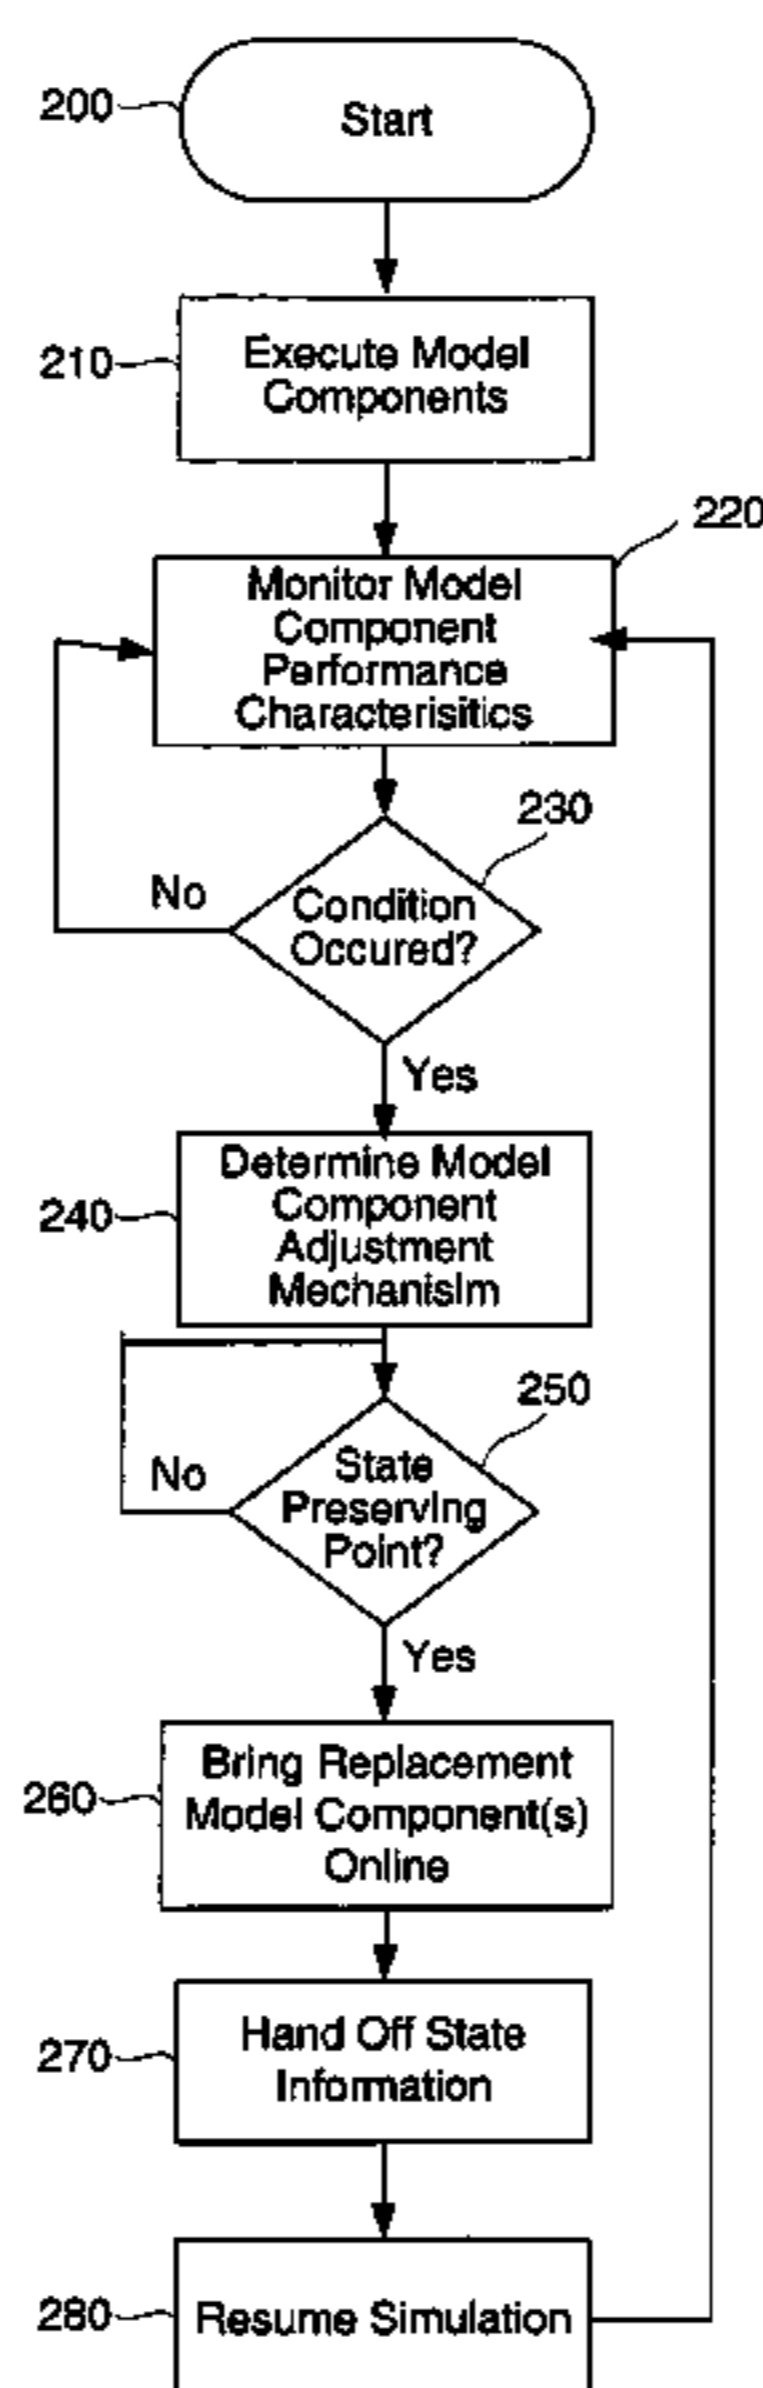 200
Start
210
Execute Model
Components
220
Monitor Model
Component
Performance
Characterisitics
230
No
Condition
Occured?
Yes
240
Determine Model
Component
Adjustment
MechanisIm
250
No
State
Preserving
Point?
Yes
260
Bring Replacement
Model Component(s)
Online
270
Hand Off State
Information
280
Resume Simulation